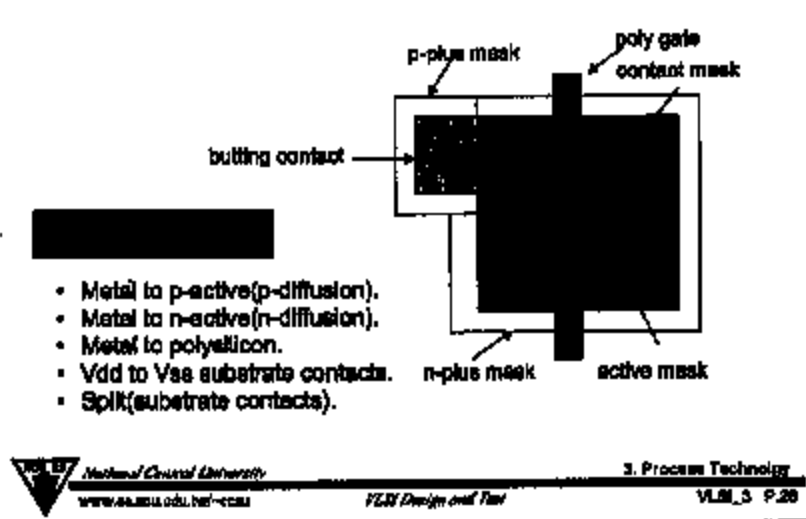 poly gate
p-plus mask
contact mask
butting contact
• Metal to p-active(p-diffusion).
• Metal to n-active(n-diffusion).
• Metal to polysilicon.
• Vdd to Vss substrate contacts.
• Split(substrate contacts).
n-plus mask
active mask
National Central University
3. Process Technolgy
VLSI Design and Test
VLSI_3 P.26